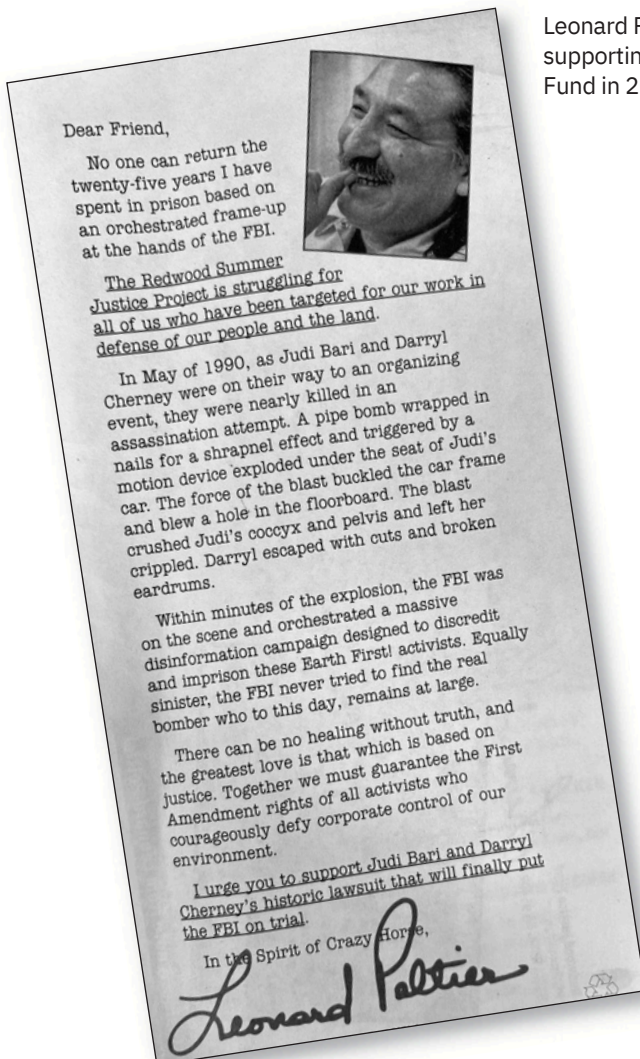 Leonard P
supportin
Fund in 2
Dear Friend,
No one can return the
twenty-five years I have
spent in prison based on
an orchestrated frame-up
at the hands of the FBI.
The Redwood Summer
Justice Project is struggling for
all of us who have been targeted for our work in
defense of our people and the land.
In May of 1990, as Judi Bari and Darryl
Cherney were on their way to an organizing
event, they were nearly killed in an
assassination attempt. A pipe bomb wrapped in
nails for a shrapnel effect and triggered by a
motion device exploded under the seat of Judi's
car. The force of the blast buckled the car frame
and blew a hole in the floorboard. The blast
crushed Judi's coccyx and pelvis and left her
crippled. Darryl escaped with cuts and broken
eardrums.
Within minutes of the explosion, the FBI was
on the scene and orchestrated a massive
disinformation campaign designed to discredit
and imprison these Earth First! activists. Equally
sinister, the FBI never tried to find the real
bomber who to this day, remains at large.
There can be no healing without truth, and
the greatest love is that which is based on
justice. Together we must guarantee the First
Amendment rights of all activists who
courageously defy corporate control of our
environment.
I urge you to support Judi Bari and Darryl
Cherney's historic lawsuit that will finally put
the FBI on trial.
In the Spirit of Crazy Horse,
Leonard Peltier